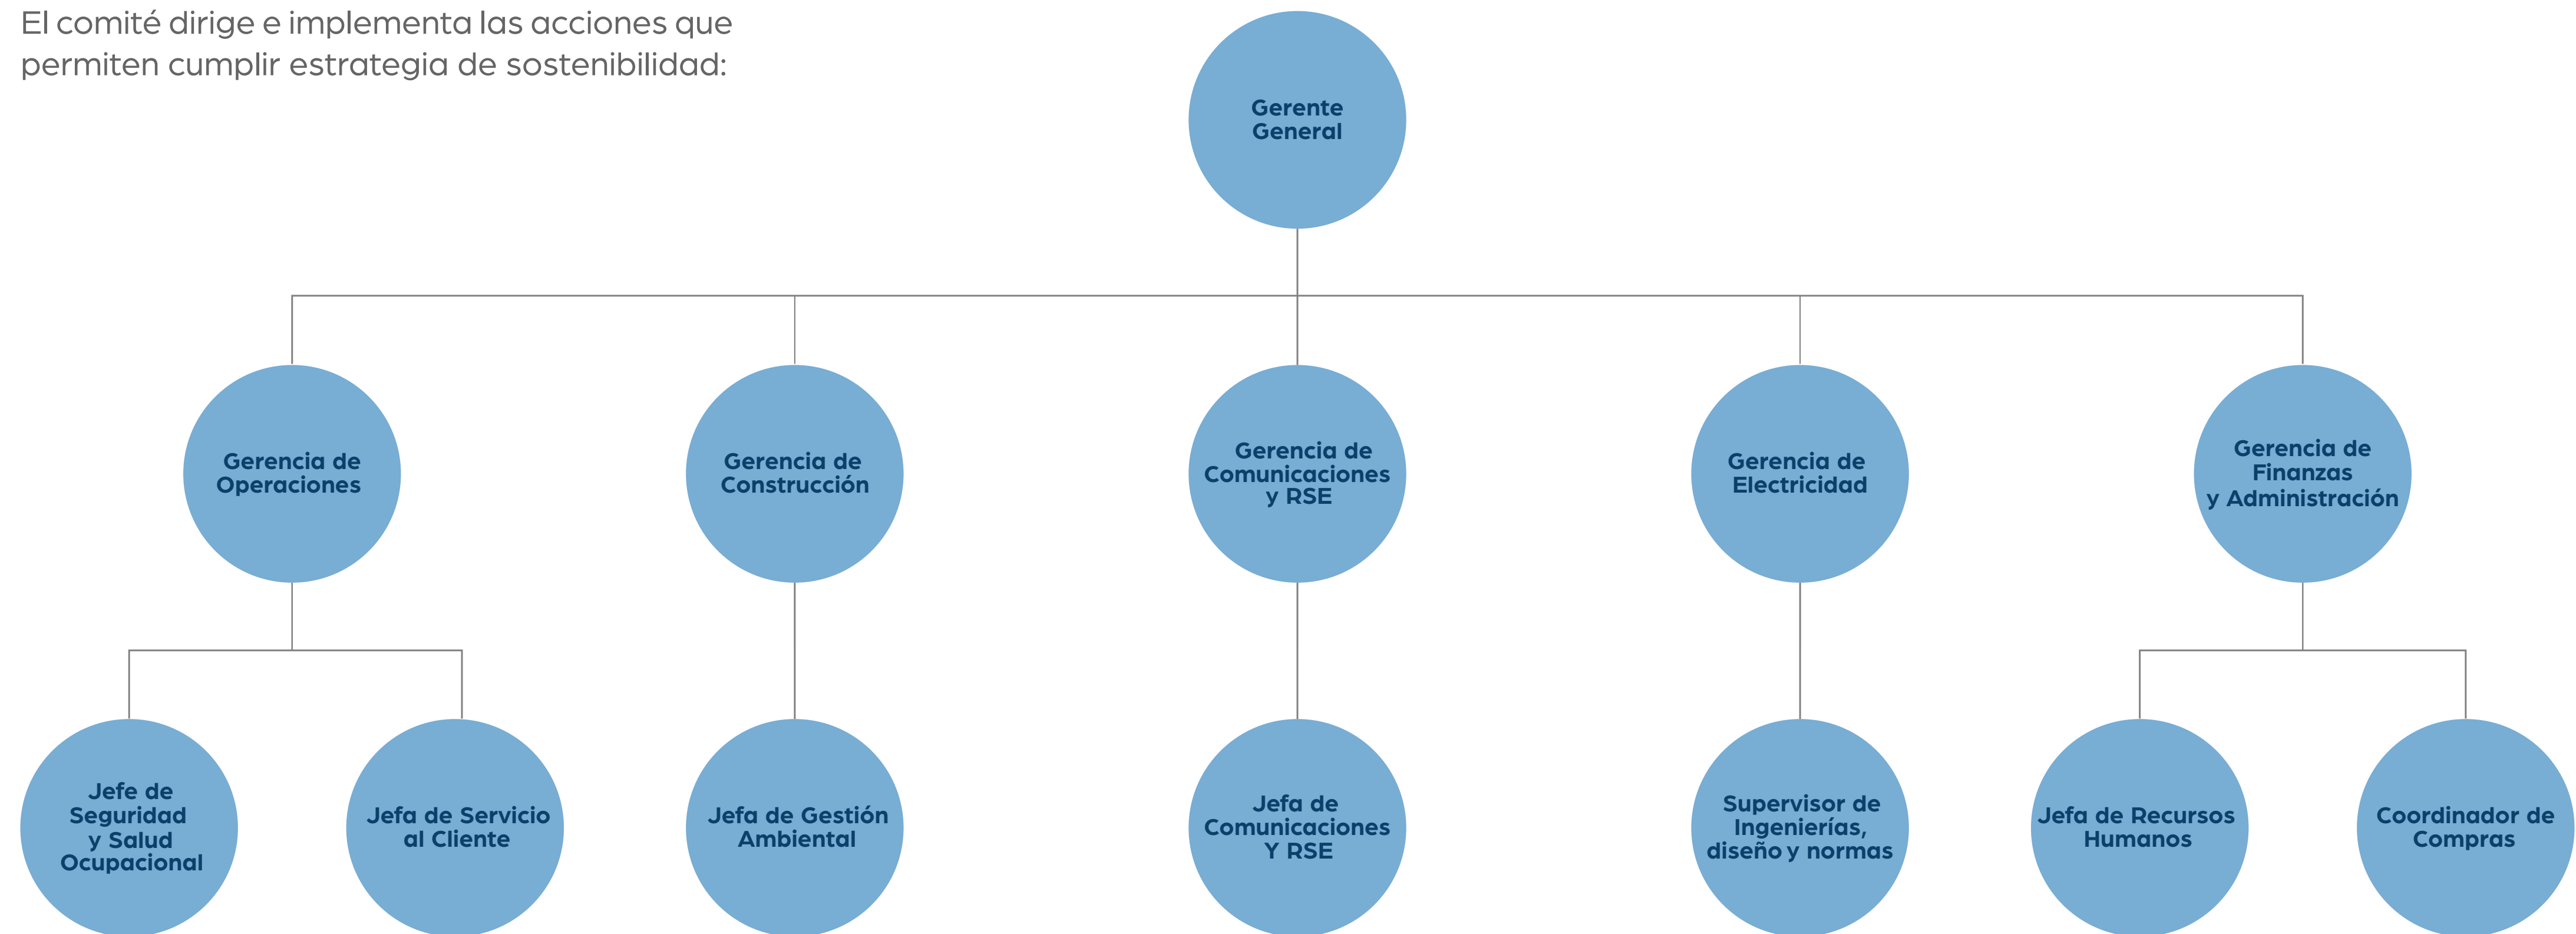 El comité dirige e implementa las acciones que
permiten cumplir estrategia de sostenibilidad:
Gerente
General
Gerencia de
Operaciones
Gerencia de
Construcción
Gerencia de
Comunicaciones
y RSE
Gerencia de
Electricidad
Gerencia de
Finanzas
y Administración
Jefe de
Seguridad
y Salud
Ocupacional
Jefa de Servicio
al Cliente
Jefa de Gestión
Ambiental
Jefa de
Comunicaciones
Y RSE
Supervisor de
Ingenierías,
diseño y normas
Jefa de Recursos
Humanos
Coordinador de
Compras